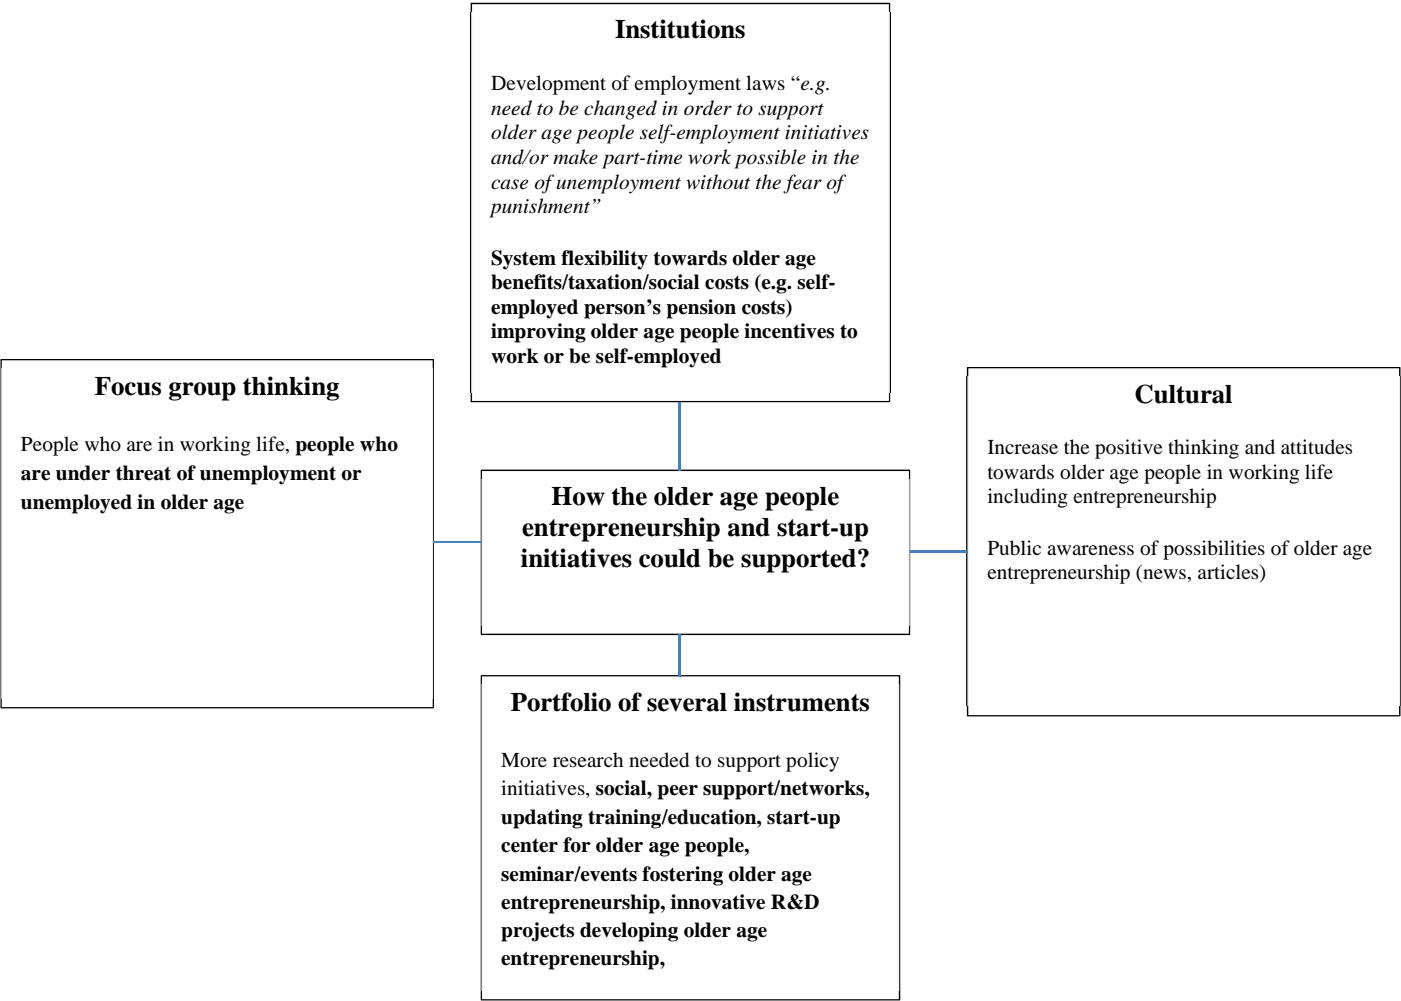 Institutions
Development of employment laws “e.g.
need to be changed in order to support
older age people self-employment initiatives
and/or make part-time work possible in the
case of unemployment without the fear of
punishment”
System flexibility towards older age
benefits/taxation/social costs (e.g. self-
employed person’s pension costs)
improving older age people incentives to
work or be self-employed
Focus group thinking
People who are in working life, people who
are under threat of unemployment or
unemployed in older age
How the older age people
entrepreneurship and start-up
initiatives could be supported?
Cultural
Increase the positive thinking and attitudes
towards older age people in working life
including entrepreneurship
Public awareness of possibilities of older age
entrepreneurship (news, articles)
Portfolio of several instruments
More research needed to support policy
initiatives, social, peer support/networks,
updating training/education, start-up
center for older age people,
seminar/events fostering older age
entrepreneurship, innovative R&D
projects developing older age
entrepreneurship,